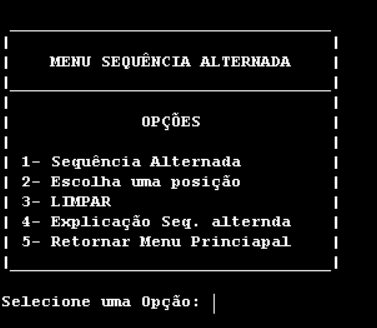 MENU SEQUÊNCIA ALTERNADA
OPÇÕES
1- Sequência Alternada
2- Escolha uma posição
3- LIMPAR
4- Explicação Seq. alternda
5- Retornar Menu Princiapal
Selecione uma Opção: